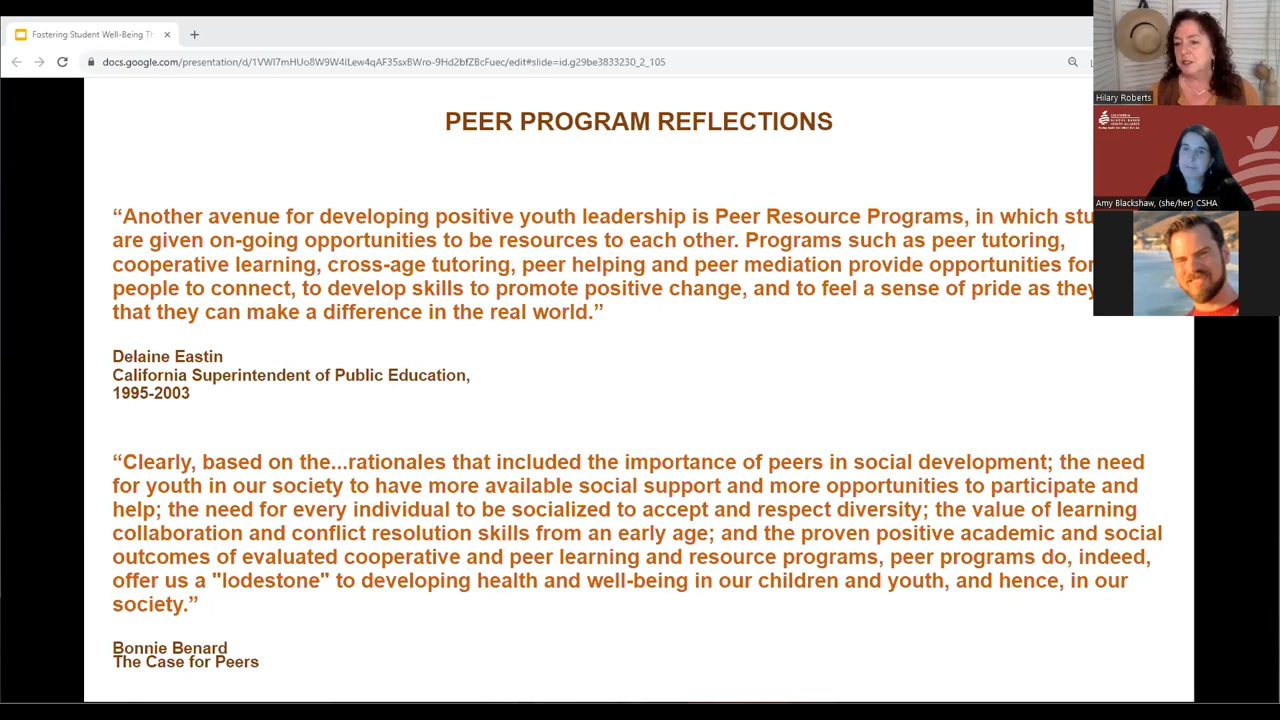 Fostering Student Well-Being Th
docs.google.com/presentation/d/1VWl7mHUo8W9W4lLew4qAF35sxBWro-9Hd2bfZBcFuec/edit#slide=id.g29be3833230_2_105
PEER PROGRAM REFLECTIONS
“Another avenue for developing positive youth leadership is Peer Resource Programs, in which stu
are given on-going opportunities to be resources to each other. Programs such as peer tutoring,
cooperative learning, cross-age tutoring, peer helping and peer mediation provide opportunities for
people to connect, to develop skills to promote positive change, and to feel a sense of pride as they
that they can make a difference in the real world.”
Delaine Eastin
California Superintendent of Public Education,
1995-2003
“Clearly, based on the...rationales that included the importance of peers in social development; the need
for youth in our society to have more available social support and more opportunities to participate and
help; the need for every individual to be socialized to accept and respect diversity; the value of learning
collaboration and conflict resolution skills from an early age; and the proven positive academic and social
outcomes of evaluated cooperative and peer learning and resource programs, peer programs do, indeed,
offer us a "lodestone" to developing health and well-being in our children and youth, and hence, in our
society.”
Bonnie Benard
The Case for Peers
Hilary Roberts
CALIFORNIA
SCHOOL-BASED
HEALTH ALLIANCE
Amy Blackshaw, (she/her) CSHA